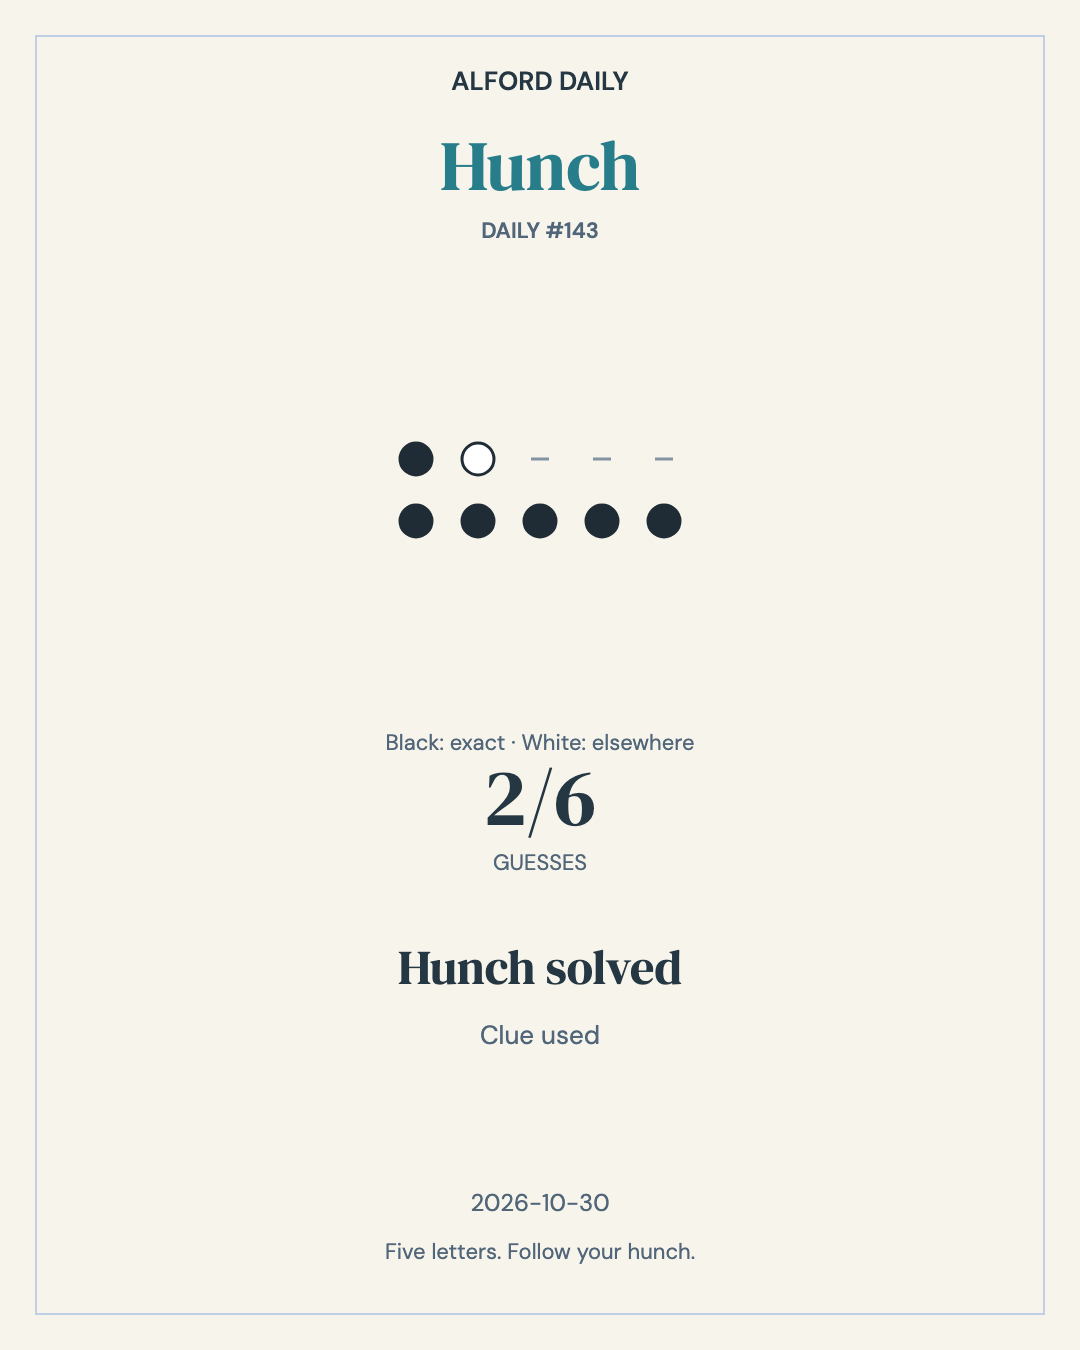 ALFORD DAILY
Hunch
DAILY #143
Black: exact · White: elsewhere
2/6
GUESSES
Hunch solved
Clue used
2026-10-30
Five letters. Follow your hunch.